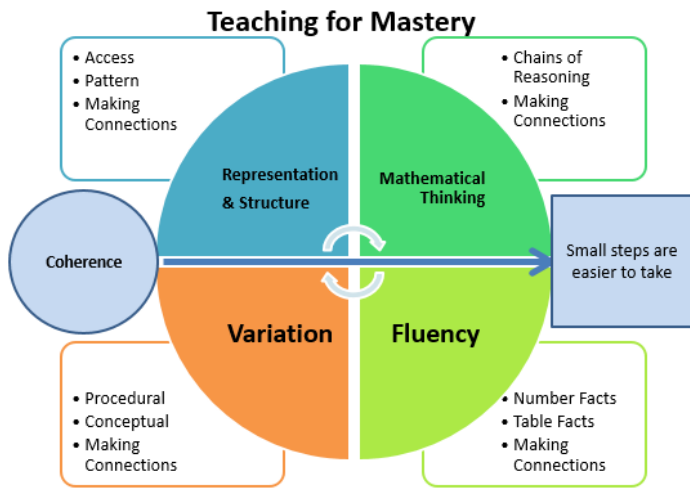 Teaching for Mastery
• Access
• Pattern
• Making
Connections
• Chains of
Reasoning
• Making
Connections
Representation
& Structure
Mathematical
Thinking
Coherence
Small steps are
easier to take
Variation
Fluency
• Procedural
• Conceptual
• Making
Connections
• Number Facts
• Table Facts
• Making
Connections